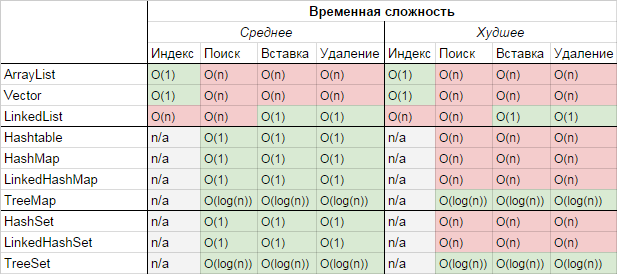 Временная сложность
Среднее Худшее
Индекс Поиск Вставка Удаление Индекс Поиск Вставка Удаление
ArrayList O(1) O(n) O(n) O(n) O(1) O(n) O(n) O(n)
Vector O(1) O(n) O(n) O(n) O(1) O(n) O(n) O(n)
LinkedList O(n) O(n) O(1) O(1) O(n) O(n) O(1) O(1)
Hashtable n/a O(1) O(1) O(1) n/a O(n) O(n) O(n)
HashMap n/a O(1) O(1) O(1) n/a O(n) O(n) O(n)
LinkedHashMap n/a O(1) O(1) O(1) n/a O(n) O(n) O(n)
TreeMap n/a O(log(n)) O(log(n)) O(log(n)) n/a O(log(n)) O(log(n)) O(log(n))
HashSet n/a O(1) O(1) O(1) n/a O(n) O(n) O(n)
LinkedHashSet n/a O(1) O(1) O(1) n/a O(n) O(n) O(n)
TreeSet n/a O(log(n)) O(log(n)) O(log(n)) n/a O(log(n)) O(log(n)) O(log(n))